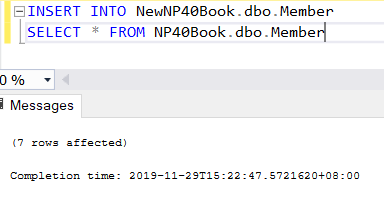 INSERT INTO NewNP40Book.dbo.Member
SELECT * FROM NP40Book.dbo.Member
0 %
Messages
(7 rows affected)
Completion time: 2019-11-29T15:22:47.5721620+08:00